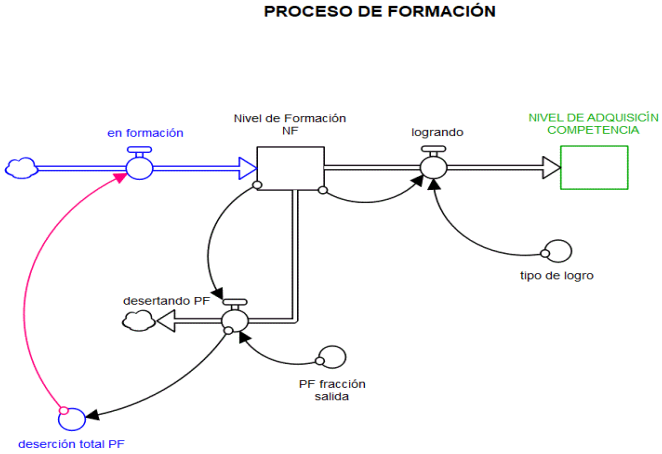 PROCESO DE FORMACIÓN
en formación
Nivel de Formación
NF
logrando
NIVEL DE ADQUISICÍN
COMPETENCIA
tipo de logro
desertando PF
PF fracción
salida
deserción total PF